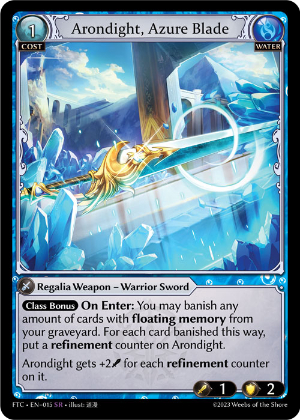 1
Arondight, Azure Blade
COST
WATER
Regalia Weapon – Warrior Sword
Class Bonus On Enter: You may banish any
amount of cards with floating memory from
your graveyard. For each card banished this
way, put a refinement counter on Arondight.
Arondight gets +2 for each refinement counter
on it.
1 2
FTC • EN-015 SR • illust:
©2023 Weebs of the Shore